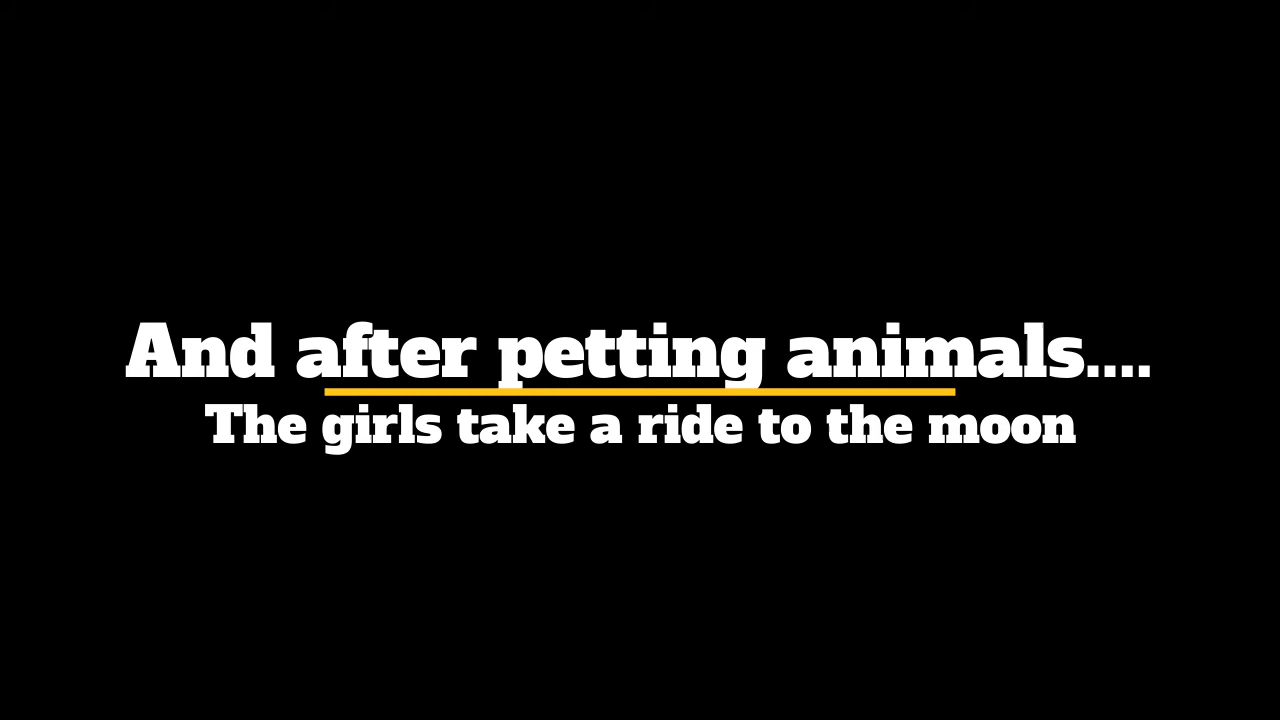 And after petting animals....
The girls take a ride to the moon